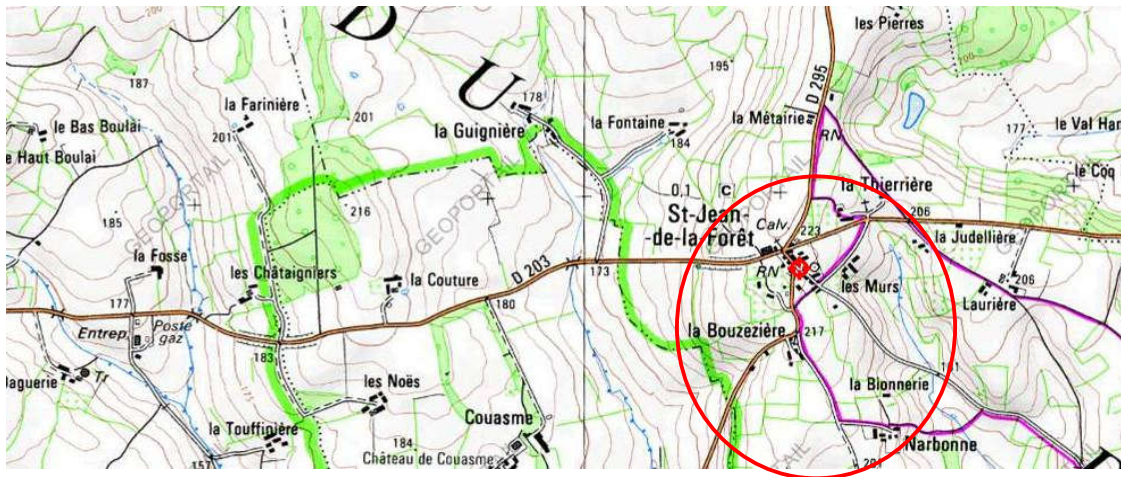 D
U
les Pierres
D 295
187
195
178
la Farinière
201
201
la Guignière
la Fontaine
184
la Métairie
RN
177
le Val Har
le Bas Boulai
e Haut Boulai
GEOPORTAIL
GEOPORTAIL
le Coq
216
0,1
C
la Thierrière
St-Jean-
-de-la Forêt
Calv.
223
206
185
la Fosse
la Judellière
les Châtaigniers
la Couture
D 203
173
RN
les Murs
206
Laurière
177
180
Entrep.
Poste
gaz
la Bouzezière
217
183
aguerie
Tr
les Noës
la Bionnerie
Couasme
la Touffinière
184
Narbonne
Château de Couasme
157